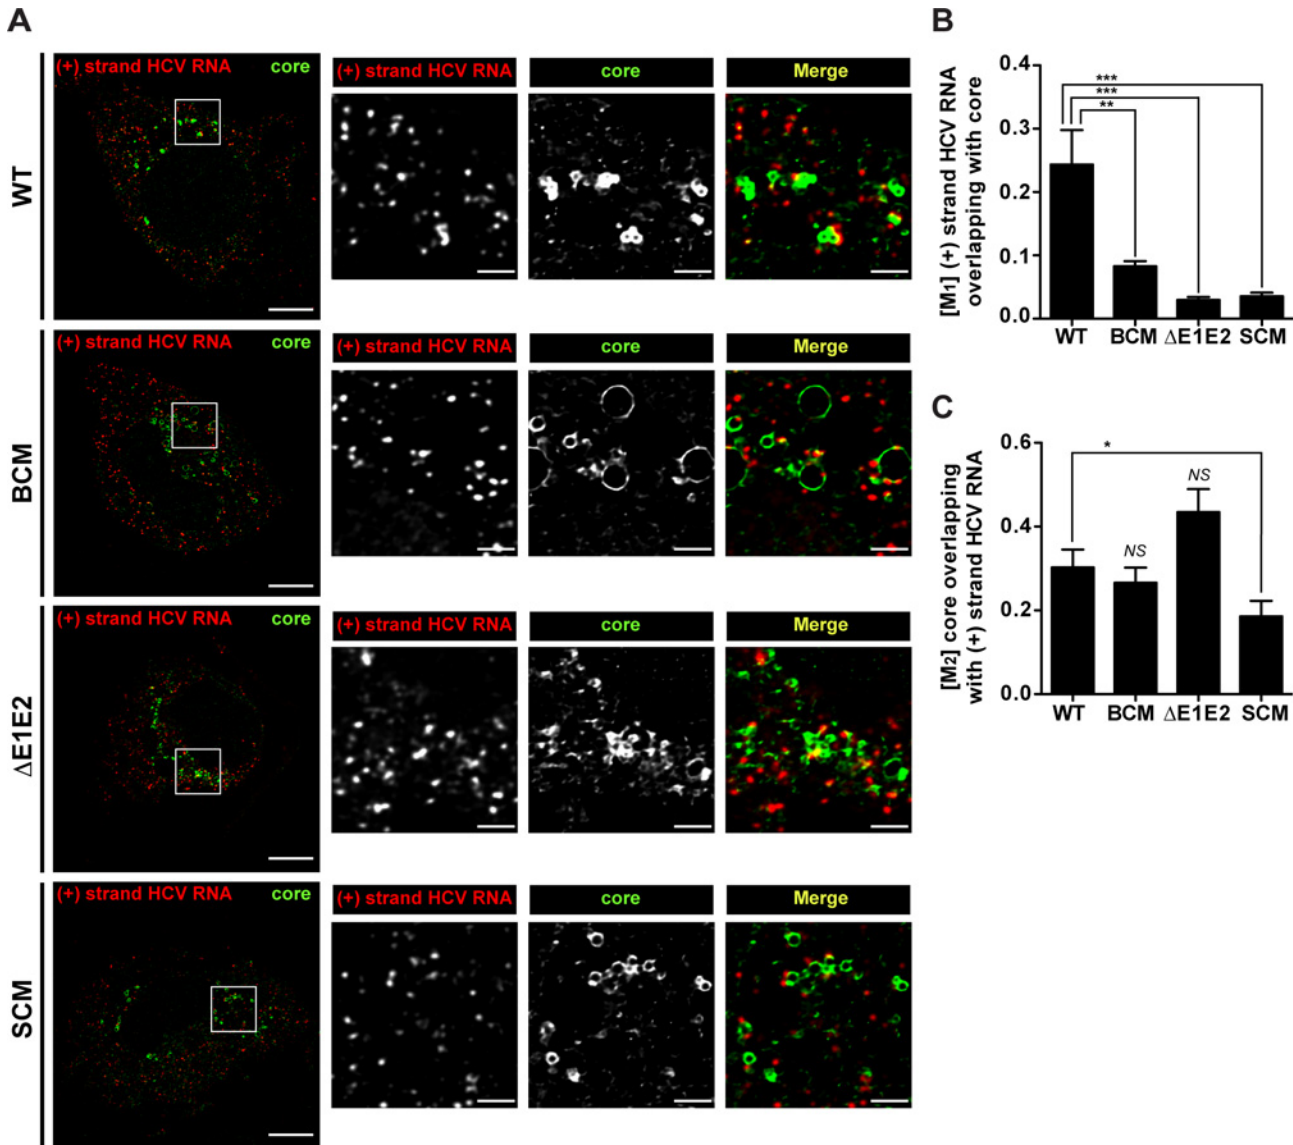 A
WT
(+) strand HCV RNA core
(+) strand HCV RNA
core
Merge
BCM
(+) strand HCV RNA core
(+) strand HCV RNA
core
Merge
ΔE1E2
(+) strand HCV RNA core
(+) strand HCV RNA
core
Merge
SCM
(+) strand HCV RNA core
(+) strand HCV RNA
core
Merge
B
[M1] (+) strand HCV RNA
overlapping with core
0.4
0.3
0.2
0.1
0.0
***
***
**
WT BCM ΔE1E2 SCM
C
[M2] core overlapping
with (+) strand HCV RNA
0.6
0.4
0.2
0.0
*
NS
NS
WT BCM ΔE1E2 SCM